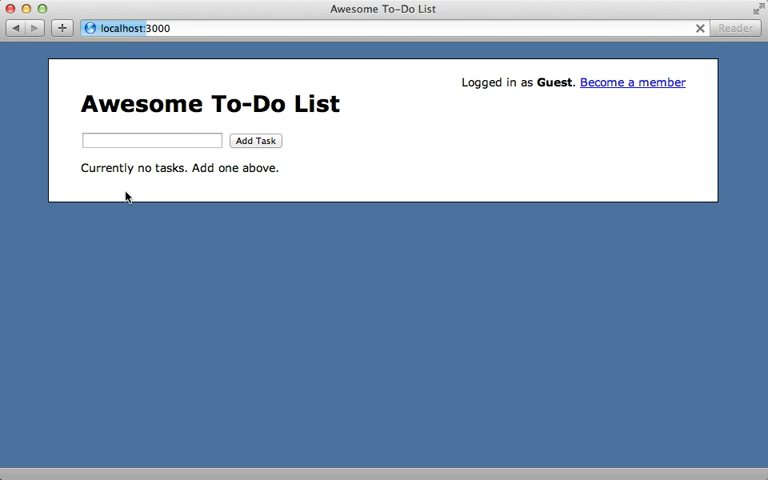 Awesome To-Do List
localhost:3000
Reader
Logged in as Guest. Become a member
Awesome To-Do List
Add Task
Currently no tasks. Add one above.